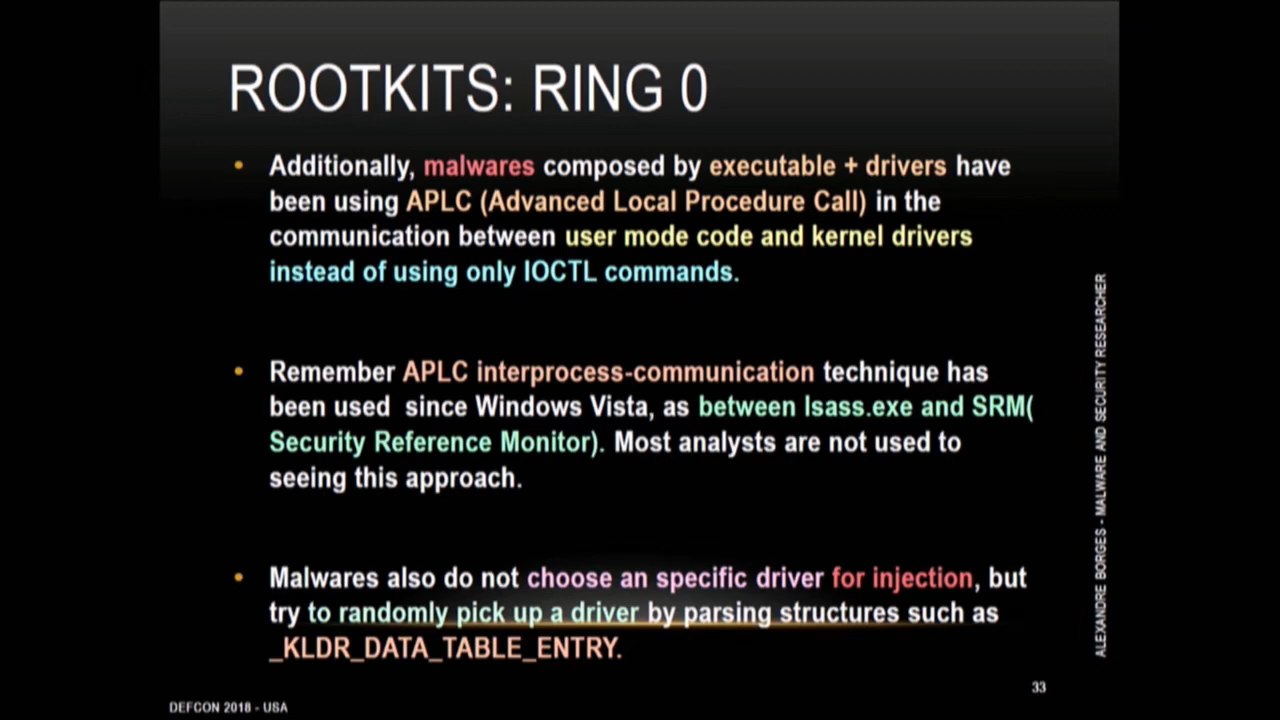 ROOTKITS: RING 0
• Additionally, malwares composed by executable + drivers have
been using APLC (Advanced Local Procedure Call) in the
communication between user mode code and kernel drivers
instead of using only IOCTL commands.
• Remember APLC interprocess-communication technique has
been used  since Windows Vista, as between lsass.exe and SRM(
Security Reference Monitor). Most analysts are not used to
seeing this approach.
• Malwares also do not choose an specific driver for injection, but
try to randomly pick up a driver by parsing structures such as
_KLDR_DATA_TABLE_ENTRY.
ALEXANDRE BORGES - MALWARE AND SECURITY RESEARCHER
33
DEFCON 2018 - USA